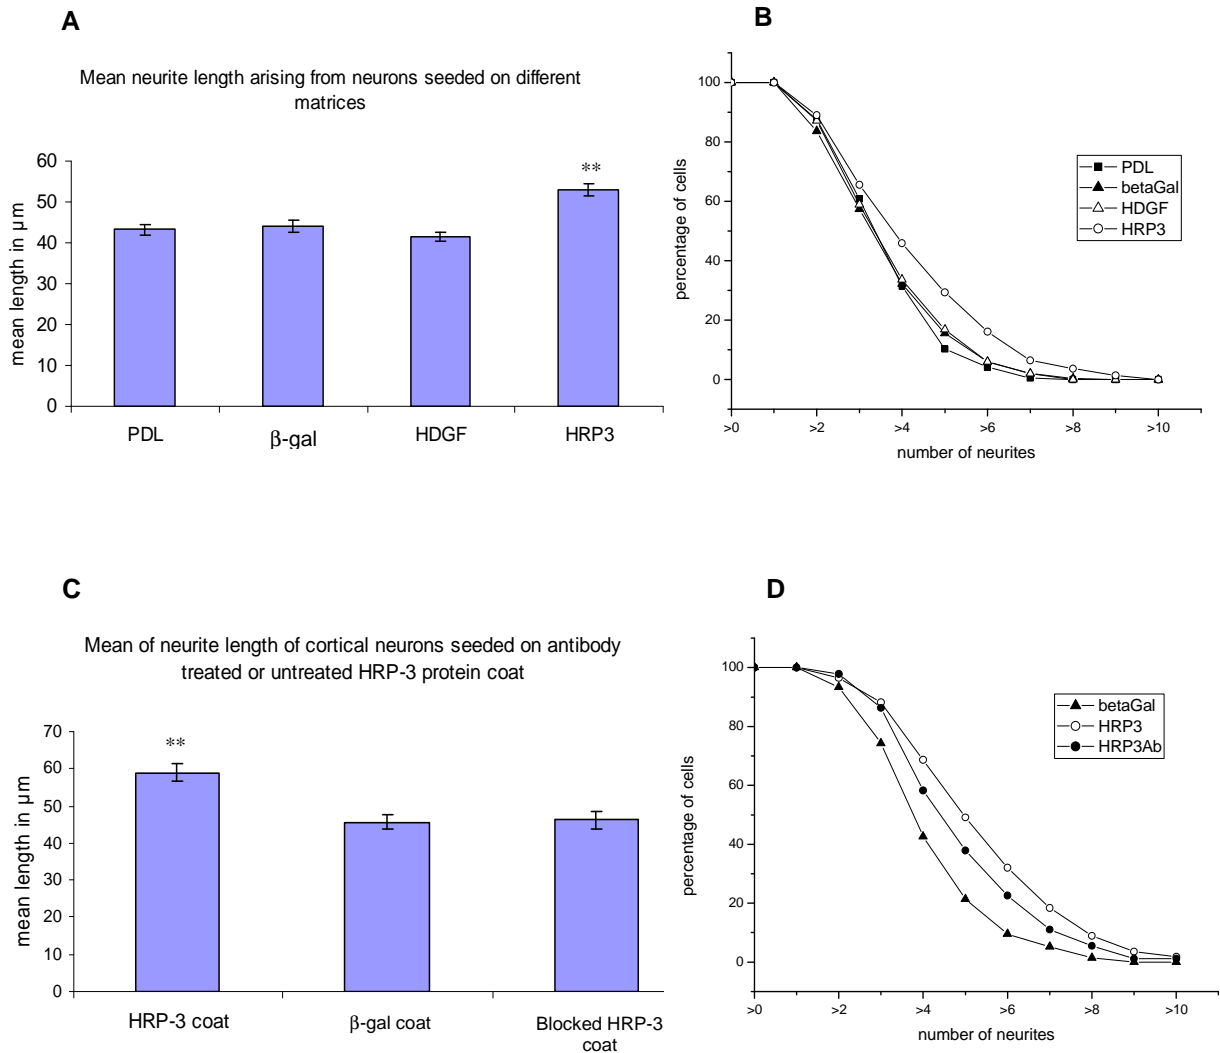 A
Mean neurite length arising from neurons seeded on different
matrices
mean length in µm
60
50
40
30
20
10
0
**
PDL
β-gal
HDGF
HRP3
B
percentage of cells
100
80
60
40
20
0
PDL
betaGal
HDGF
HRP3
>0
>2
>4
>6
>8
>10
number of neurites
C
Mean of neurite length of cortical neurons seeded on antibody
treated or untreated HRP-3 protein coat
mean length in µm
70
60
50
40
30
20
10
0
**
HRP-3 coat
β-gal coat
Blocked HRP-3
coat
D
percentage of cells
100
80
60
40
20
0
betaGal
HRP3
HRP3Ab
>0
>2
>4
>6
>8
>10
number of neurites